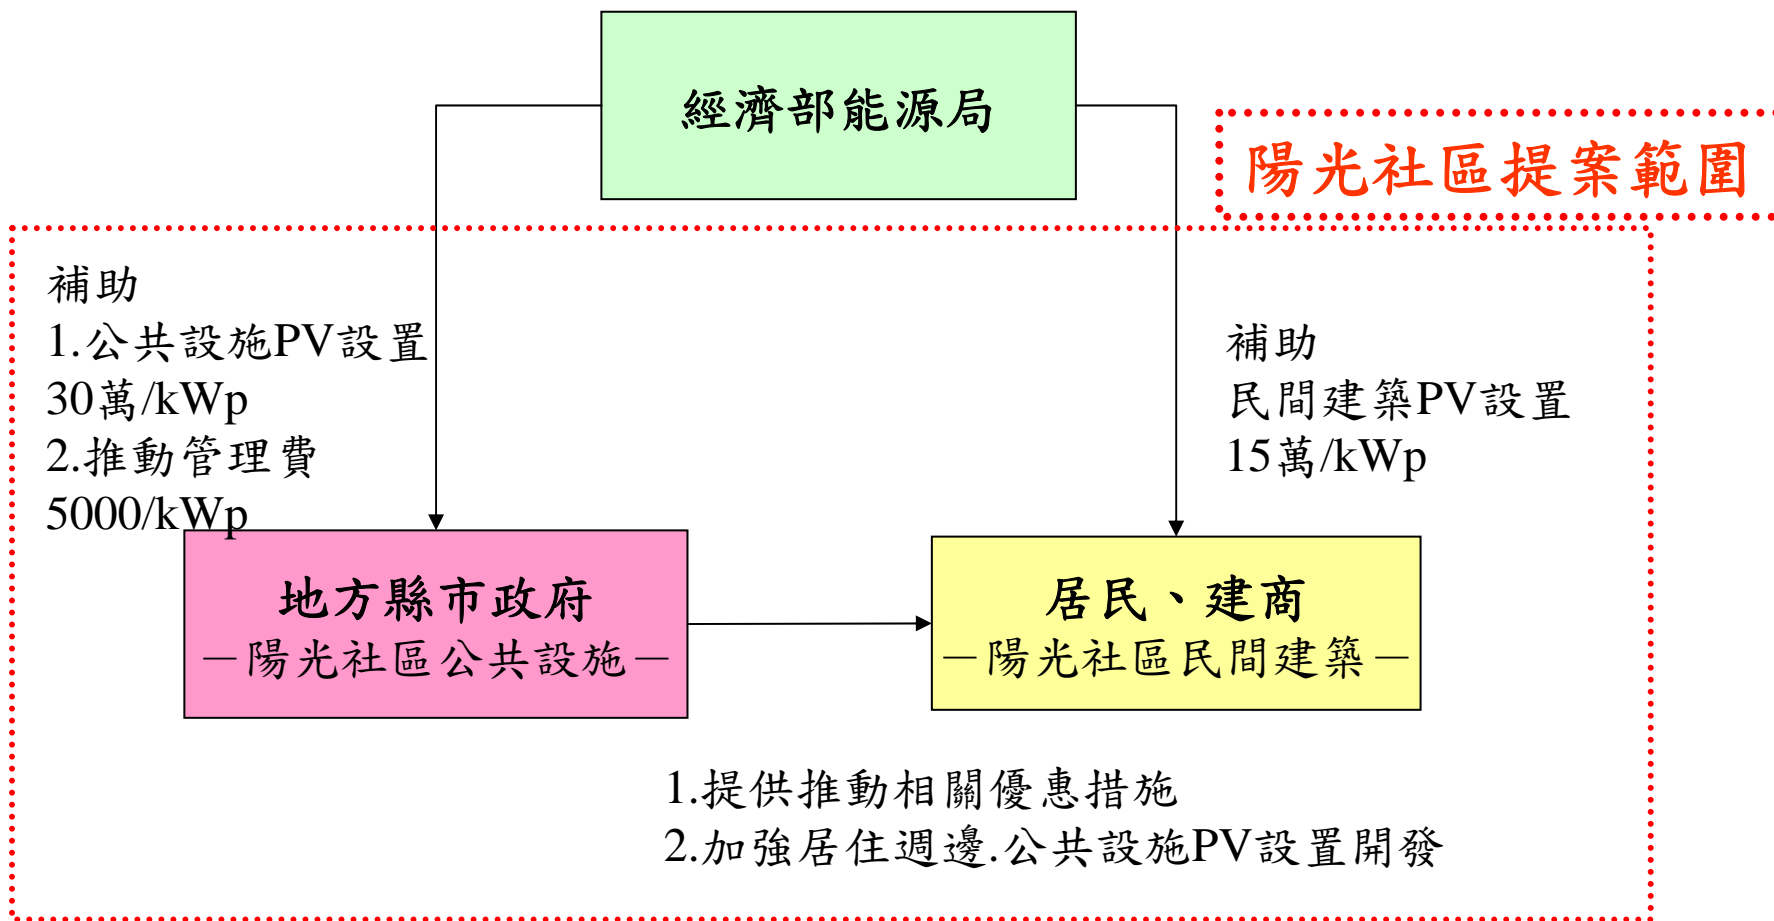 經濟部能源局
陽光社區提案範圍
補助
1.公共設施PV設置
30萬/kWp
2.推動管理費
5000/kWp
補助
民間建築PV設置
15萬/kWp
地方縣市政府
－陽光社區公共設施－
居民、建商
－陽光社區民間建築－
1.提供推動相關優惠措施
2.加強居住週邊.公共設施PV設置開發